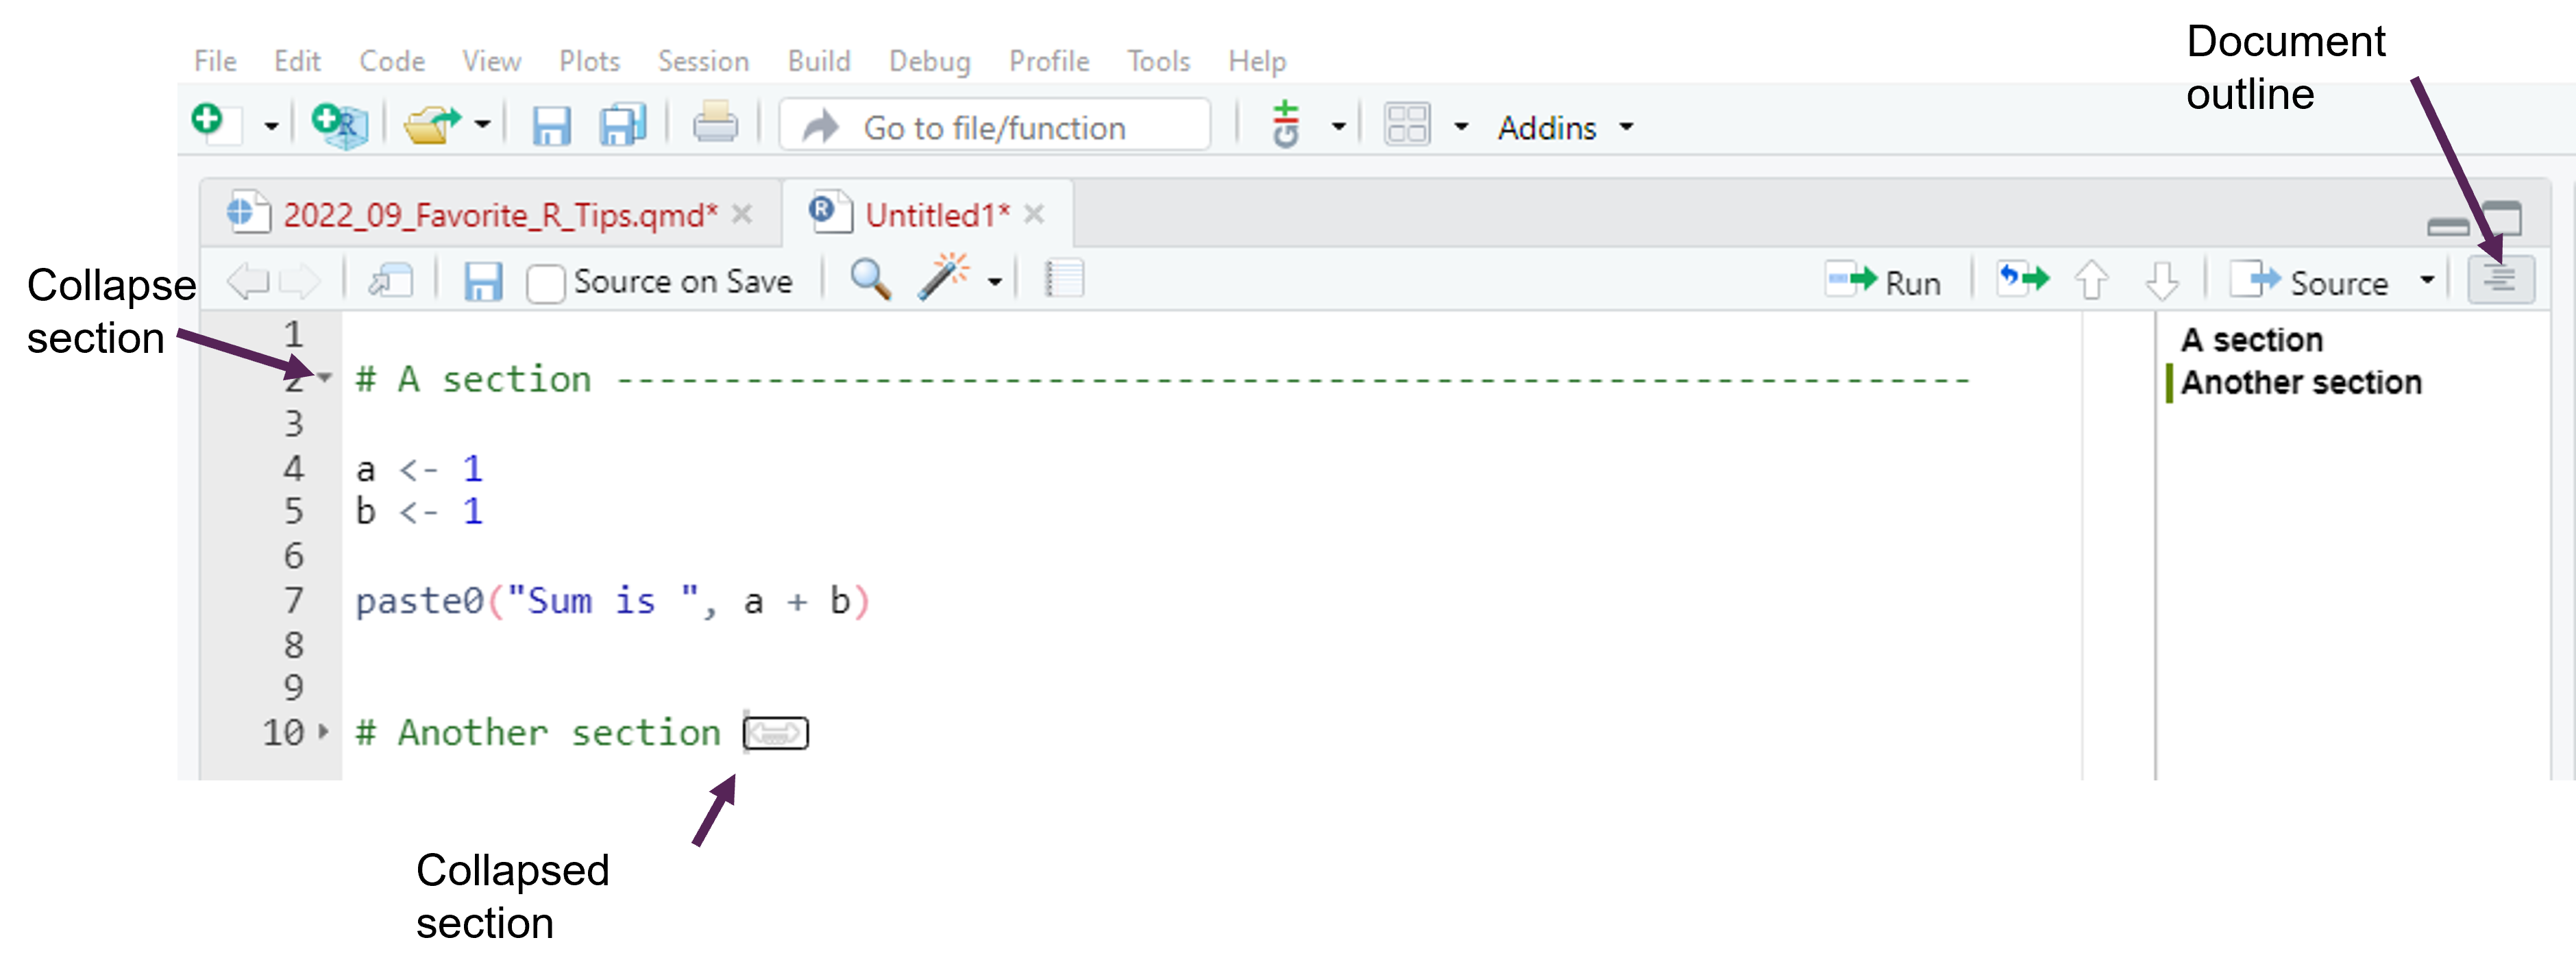 Document
outline
File Edit Code View Plots Session Build Debug Profile Tools Help
R Go to file/function Git Addins
2022_09_Favorite_R_Tips.qmd* R Untitled1*
Collapse
section
Source on Save Run Source
1
2 # A section ----------------------------------------------------------------
3
4 a <- 1
5 b <- 1
6
7 paste0("Sum is ", a + b)
8
9
10 # Another section
A section
Another section
Collapsed
section